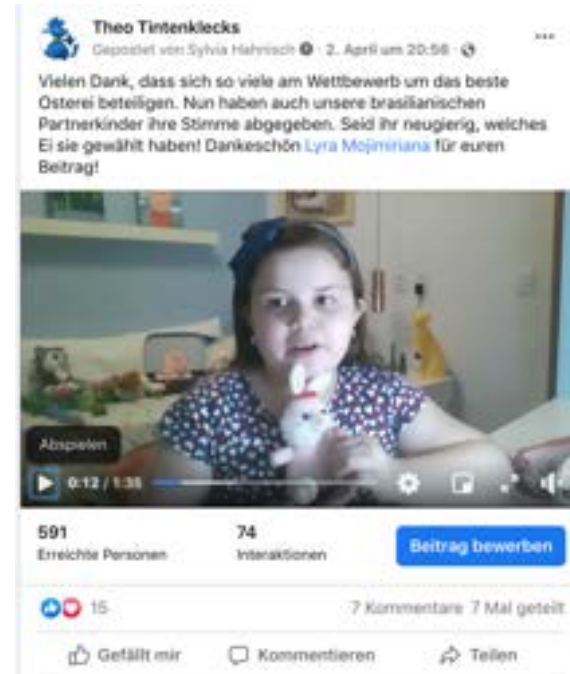 Theo Tintenklecks
Gepostet von Sylvia Hahnisch · 2. April um 20:56 ·
Vielen Dank, dass sich so viele am Wettbewerb um das beste
Osterei beteiligen. Nun haben auch unsere brasilianischen
Partnerkinder ihre Stimme abgegeben. Seid ihr neugierig, welches
Ei sie gewählt haben! Dankeschön Lyra Mojimiriana für euren
Beitrag!
Abspielen
0:12 / 1:35
591 74 Beitrag bewerben
Erreichte Personen Interaktionen
15 7 Kommentare 7 Mal geteilt
Gefällt mir Kommentieren Teilen